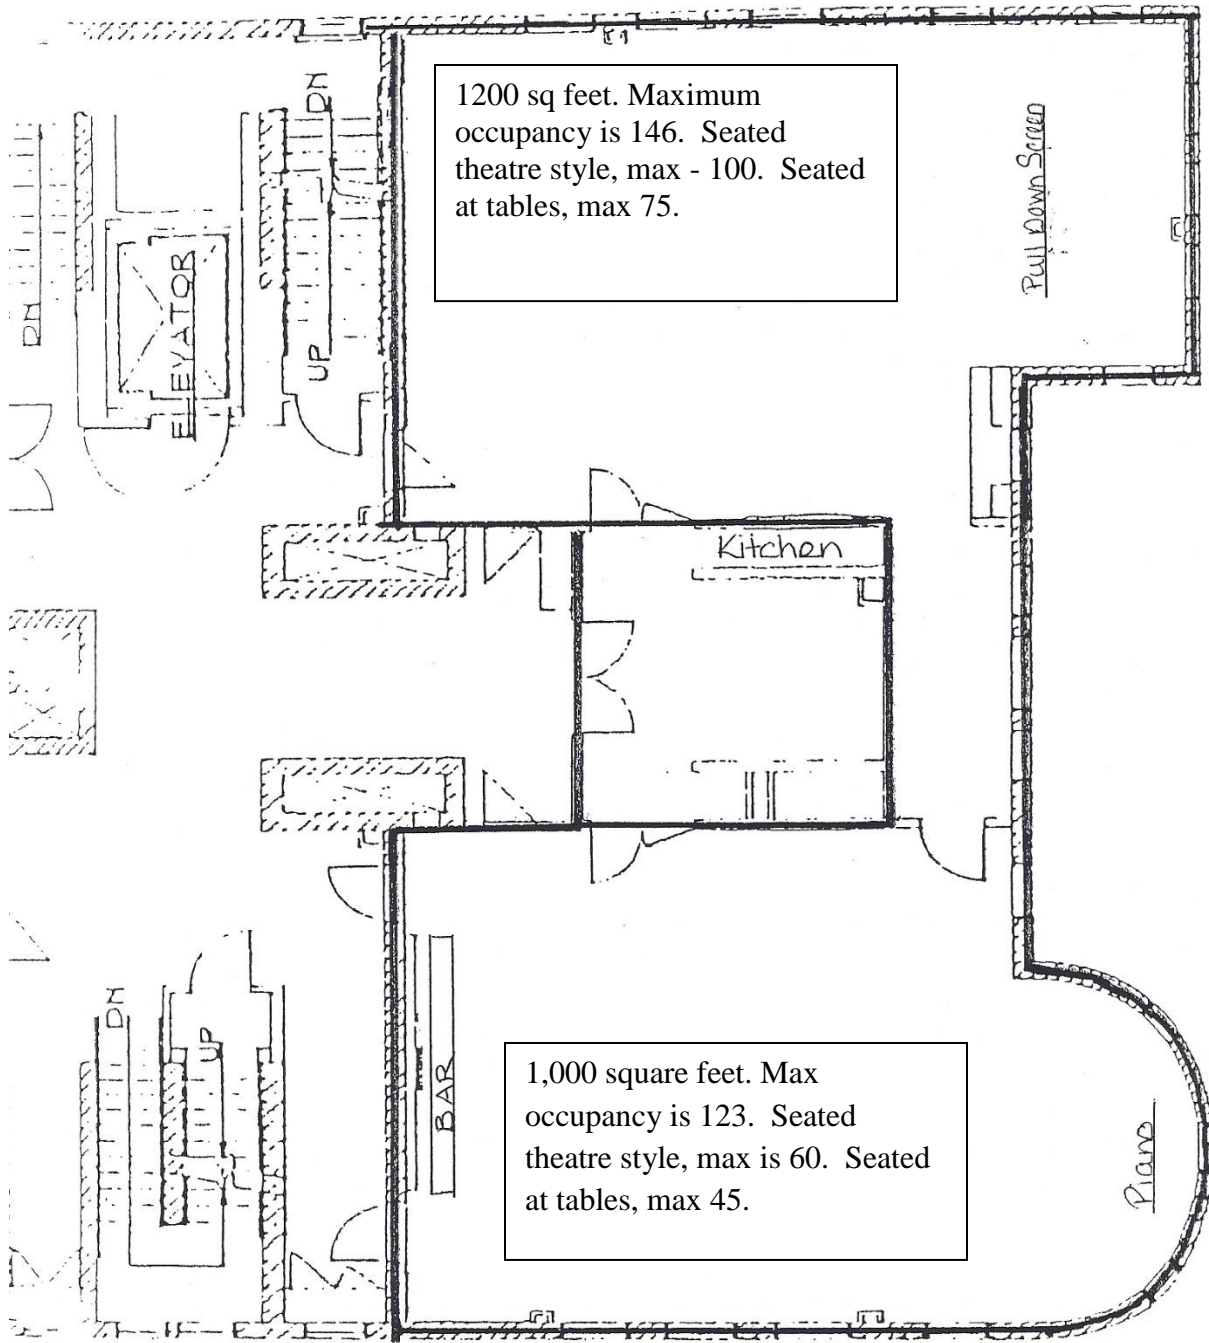 DN
1200 sq feet. Maximum
occupancy is 146.  Seated
theatre style, max - 100.  Seated
at tables, max 75.
Pull Down Screen
DN
ELEVATOR
UP
Kitchen
DN
UP
BAR
1,000 square feet. Max
occupancy is 123.  Seated
theatre style, max is 60.  Seated
at tables, max 45.
Piano